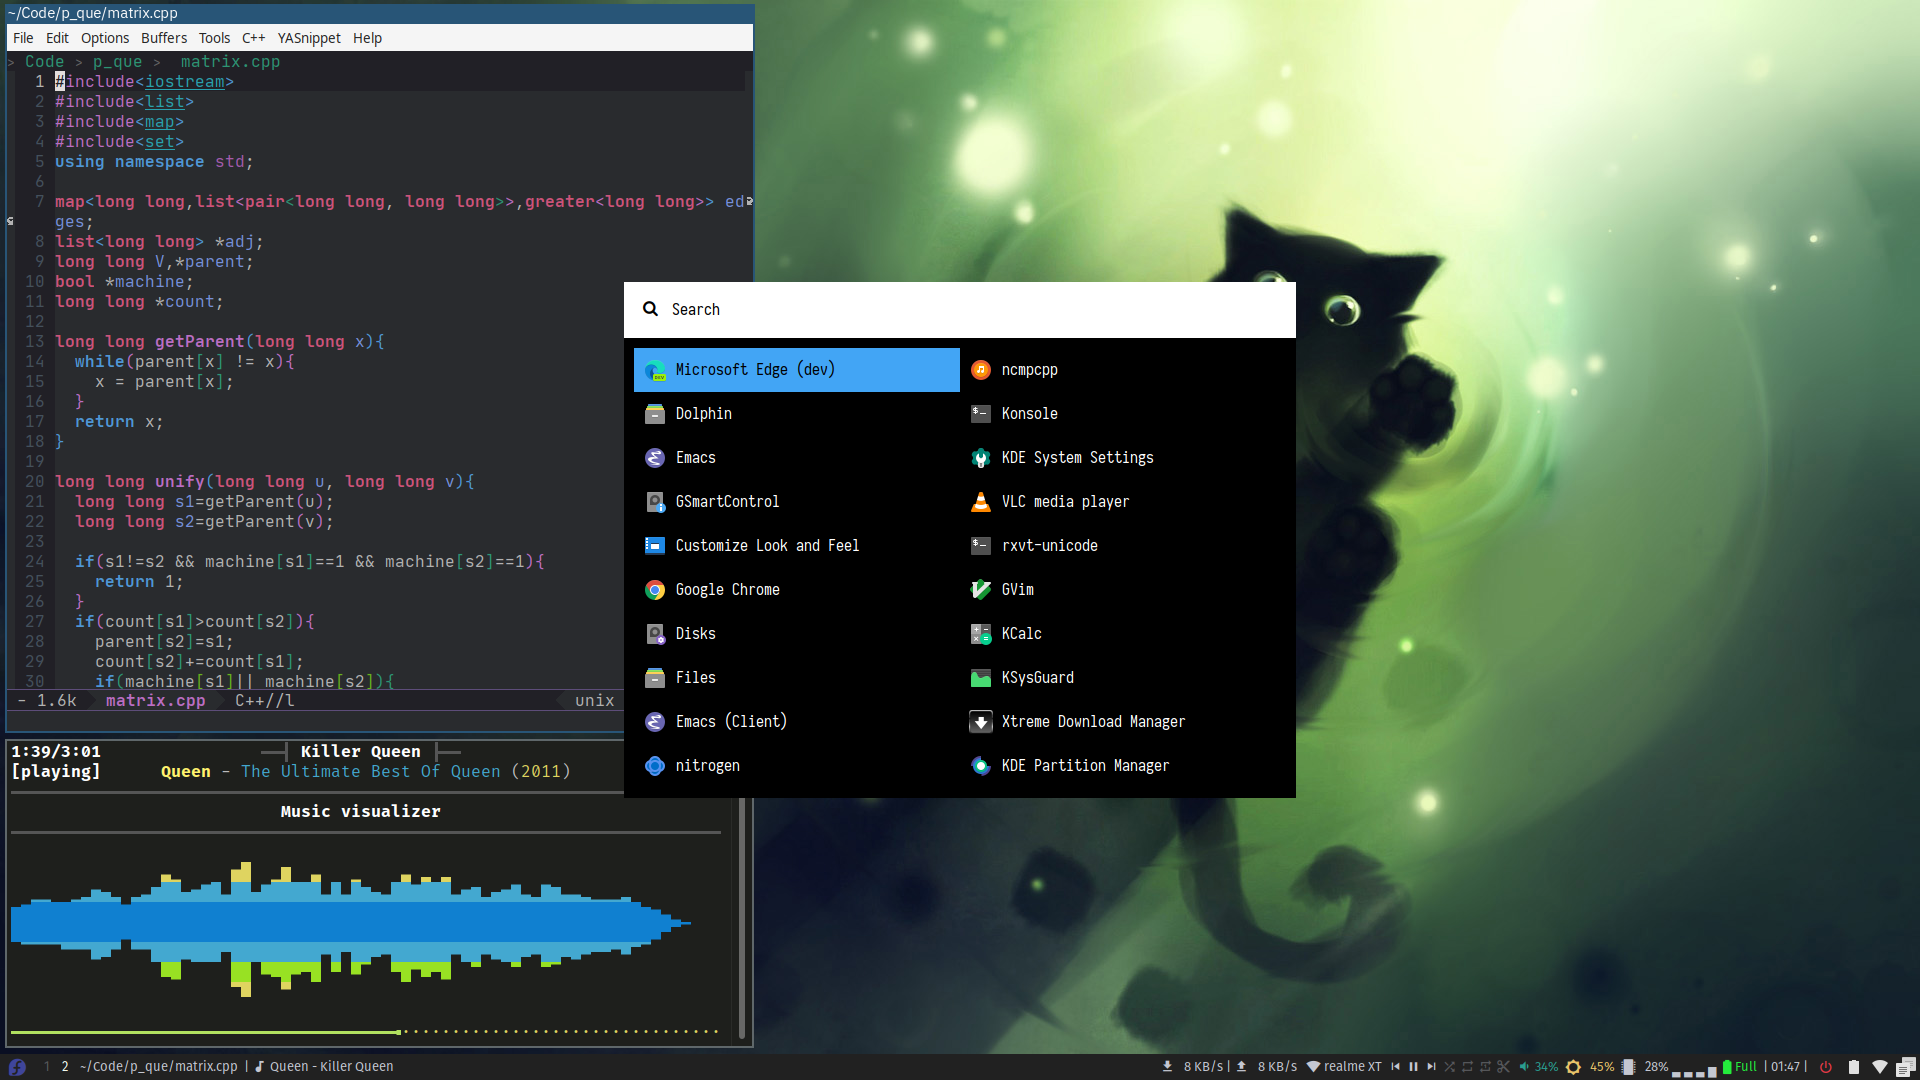 ~/Code/p_que/matrix.cpp
File Edit Options Buffers Tools C++ YASnippet Help
> Code > p_que > matrix.cpp
1 #include<iostream>
2 #include<list>
3 #include<map>
4 #include<set>
5 using namespace std;
6
7 map<long long,list<pair<long long, long long>>,greater<long long>> ed
ges;
8 list<long long> *adj;
9 long long V,*parent;
10 bool *machine;
11 long long *count;
12
13 long long getParent(long long x){
14 while(parent[x] != x){
15 x = parent[x];
16 }
17 return x;
18 }
19
20 long long unify(long long u, long long v){
21 long long s1=getParent(u);
22 long long s2=getParent(v);
23
24 if(s1!=s2 && machine[s1]==1 && machine[s2]==1){
25 return 1;
26 }
27 if(count[s1]>count[s2]){
28 parent[s2]=s1;
29 count[s2]+=count[s1];
30 if(machine[s1]|| machine[s2]){
- 1.6k matrix.cpp C++//l unix
Search
Microsoft Edge (dev)
Dolphin
Emacs
GSmartControl
Customize Look and Feel
Google Chrome
Disks
Files
Emacs (Client)
nitrogen
ncmpcpp
Konsole
KDE System Settings
VLC media player
rxvt-unicode
GVim
KCalc
KSysGuard
Xtreme Download Manager
KDE Partition Manager
1:39/3:01 Killer Queen
[playing] Queen - The Ultimate Best Of Queen (2011)
Music visualizer
1 2 ~/Code/p_que/matrix.cpp | Queen - Killer Queen
8 KB/s | 8 KB/s realme XT 34% 45% 28% Full | 01:47 |